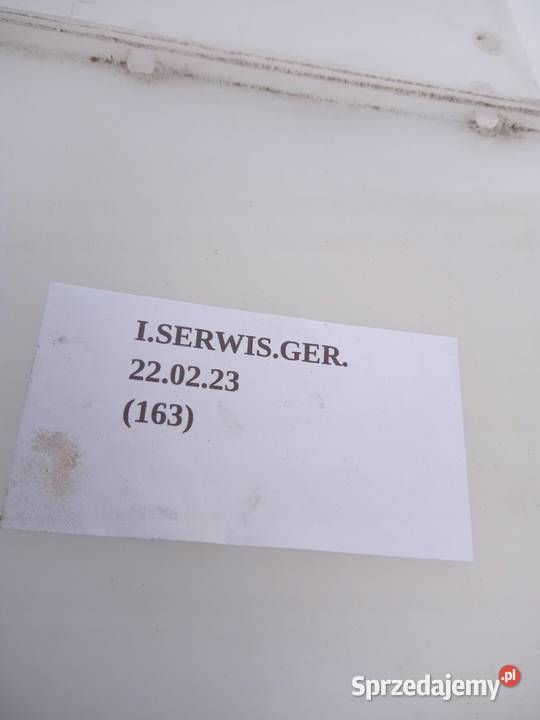 I.SERWIS.GER.
22.02.23
(163)
Sprzedajemy.pl